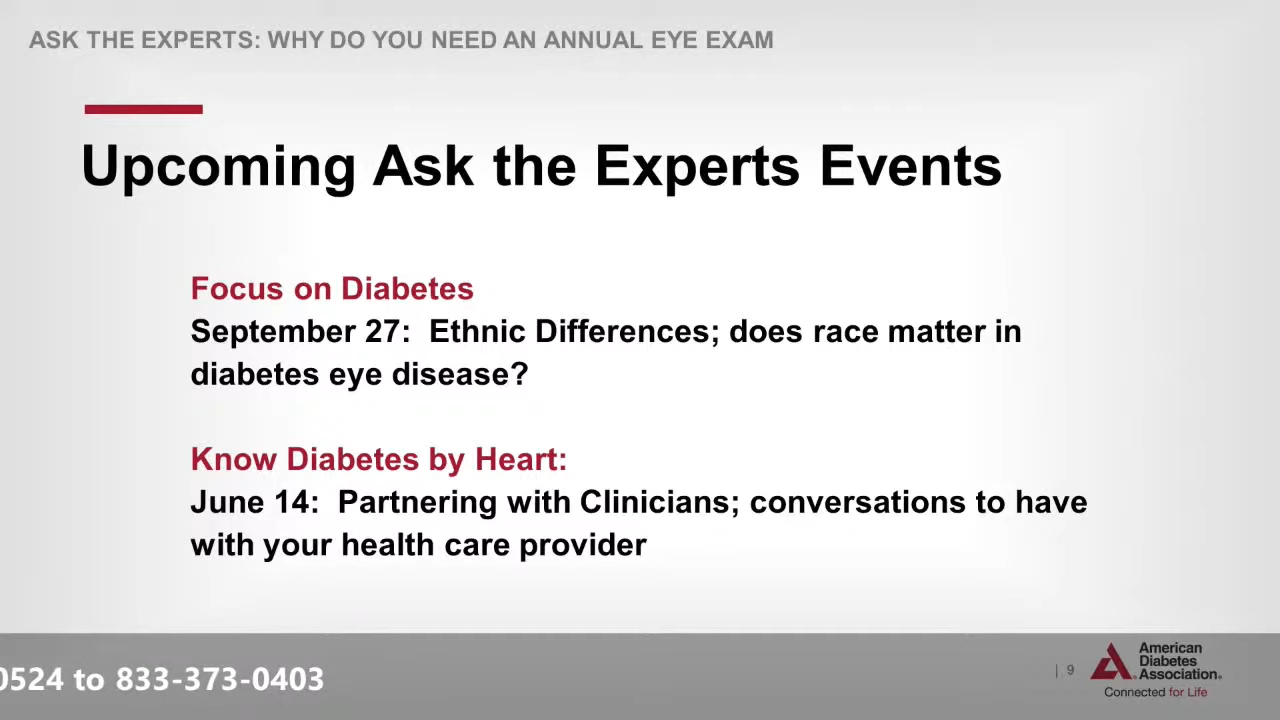 ASK THE EXPERTS: WHY DO YOU NEED AN ANNUAL EYE EXAM
Upcoming Ask the Experts Events
Focus on Diabetes
September 27:  Ethnic Differences; does race matter in
diabetes eye disease?
Know Diabetes by Heart:
June 14:  Partnering with Clinicians; conversations to have
with your health care provider
0524 to 833-373-0403
| 9
American
Diabetes
Association®
Connected for Life